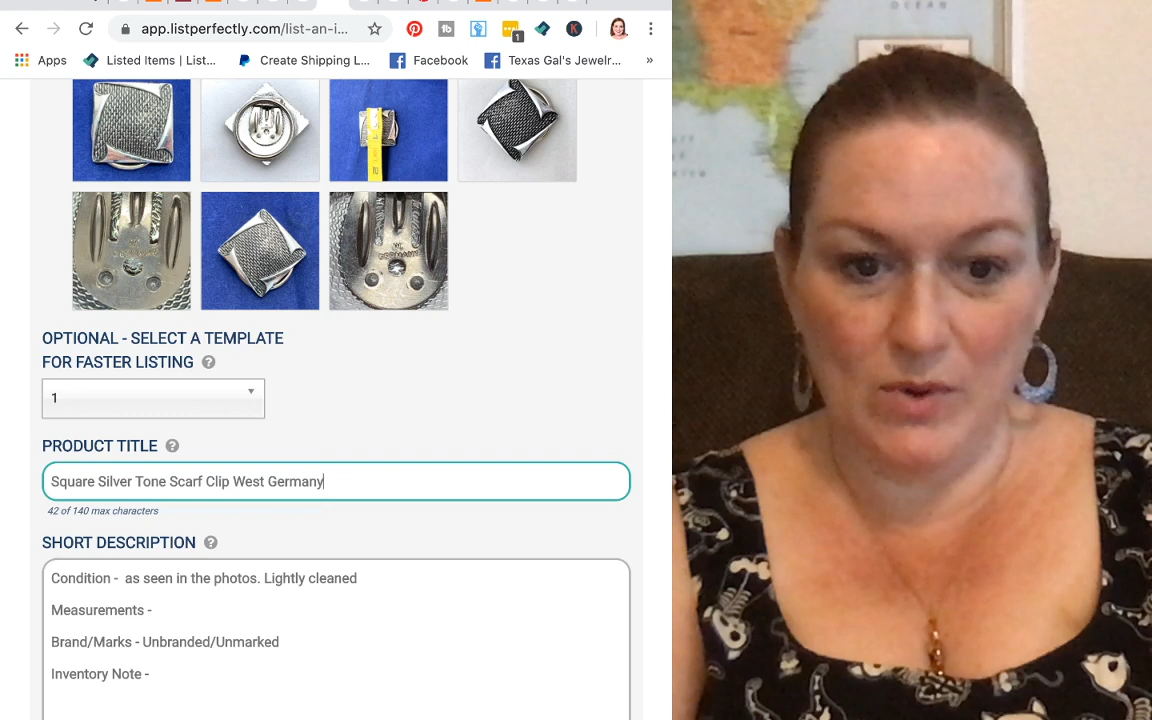 OCEAN
app.listperfectly.com/list-an-i...
1
Apps
Listed Items | List...
Create Shipping L...
Facebook
Texas Gal's Jewelr...
»
OPTIONAL - SELECT A TEMPLATE
FOR FASTER LISTING ?
1
PRODUCT TITLE ?
Square Silver Tone Scarf Clip West Germany
42 of 140 max characters
SHORT DESCRIPTION ?
Condition - as seen in the photos. Lightly cleaned
Measurements -
Brand/Marks - Unbranded/Unmarked
Inventory Note -